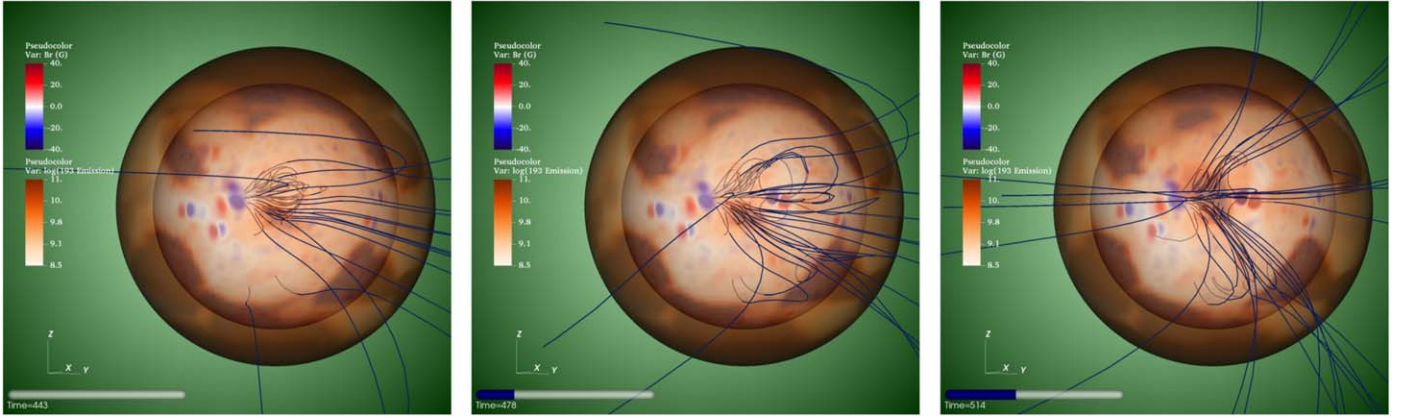 Pseudocolor
Var: Br (G)
40.
20.
0.0
-20.
-40.
Pseudocolor
Var: log(193 Emission)
11.
10.
9.8
9.1
8.5
Z
X Y
Time=443
Pseudocolor
Var: Br (G)
40.
20.
0.0
-20.
-40.
Pseudocolor
Var: log(193 Emission)
11.
10.
9.8
9.1
8.5
Z
X Y
Time=478
Pseudocolor
Var: Br (G)
40.
20.
0.0
-20.
-40.
Pseudocolor
Var: log(193 Emission)
11.
10.
9.8
9.1
8.5
Z
X Y
Time=514